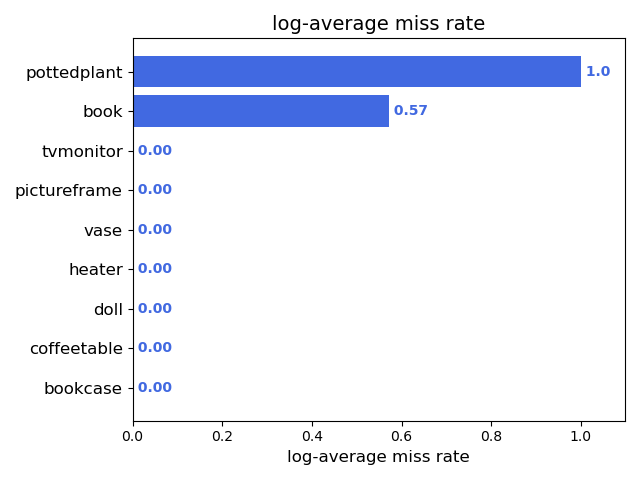 log-average miss rate
pottedplant 1.0
book 0.57
tvmonitor 0.00
pictureframe 0.00
vase 0.00
heater 0.00
doll 0.00
coffeetable 0.00
bookcase 0.00
0.0 0.2 0.4 0.6 0.8 1.0
log-average miss rate